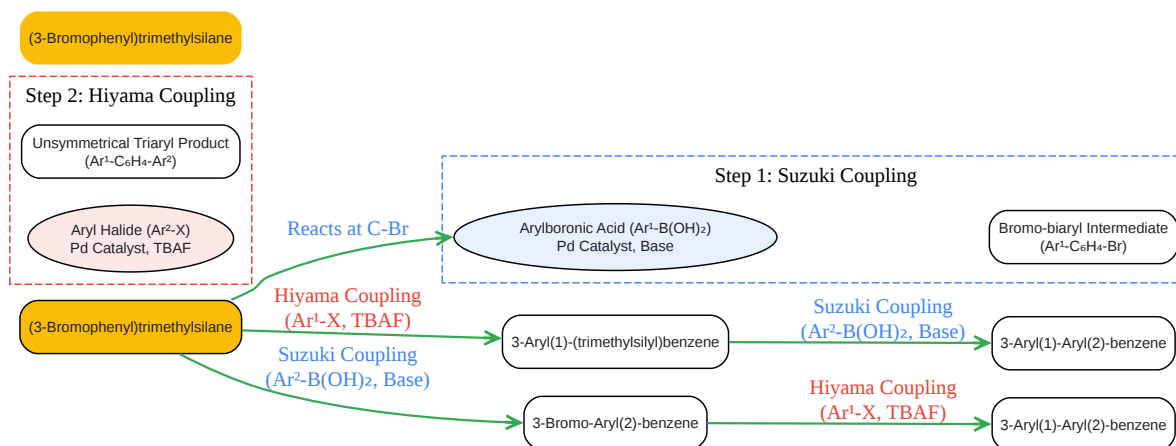 (3-Bromophenyl)trimethylsilane
Step 2: Hiyama Coupling
Unsymmetrical Triaryl Product
(Ar¹-C₆H₄-Ar²)
Aryl Halide (Ar²-X)
Pd Catalyst, TBAF
Step 1: Suzuki Coupling
Reacts at C-Br
Arylboronic Acid (Ar¹-B(OH)₂)
Pd Catalyst, Base
Bromo-biaryl Intermediate
(Ar¹-C₆H₄-Br)
(3-Bromophenyl)trimethylsilane
Hiyama Coupling
(Ar¹-X, TBAF)
3-Aryl(1)-(trimethylsilyl)benzene
Suzuki Coupling
(Ar²-B(OH)₂, Base)
3-Aryl(1)-Aryl(2)-benzene
Suzuki Coupling
(Ar²-B(OH)₂, Base)
3-Bromo-Aryl(2)-benzene
Hiyama Coupling
(Ar¹-X, TBAF)
3-Aryl(1)-Aryl(2)-benzene